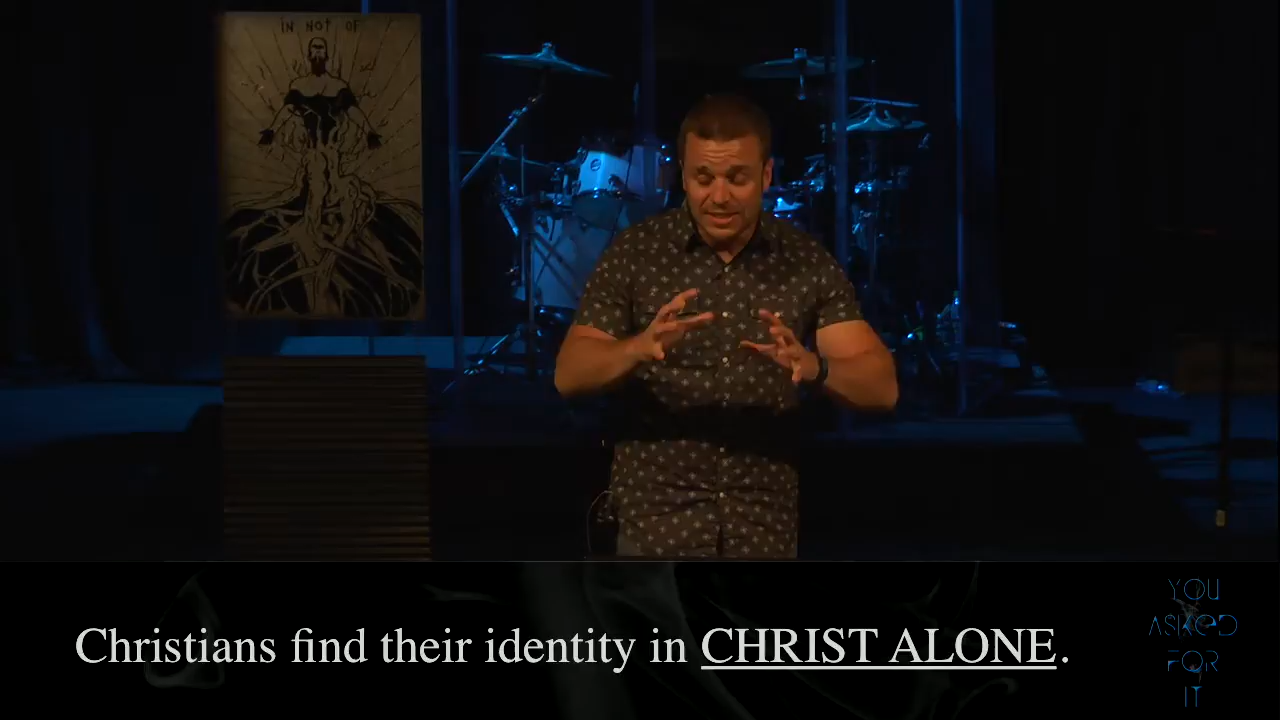 IN NOT OF
Christians find their identity in CHRIST ALONE.
YOU
ASKED
FOR
IT